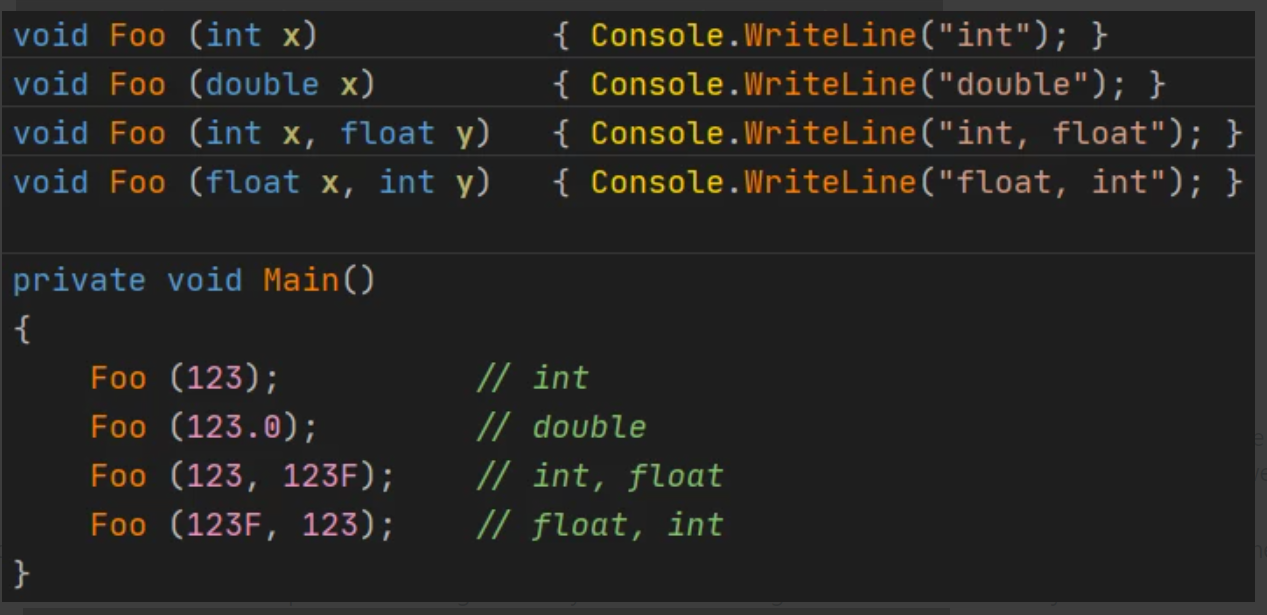 void Foo (int x)             { Console.WriteLine("int"); }
void Foo (double x)          { Console.WriteLine("double"); }
void Foo (int x, float y)    { Console.WriteLine("int, float"); }
void Foo (float x, int y)    { Console.WriteLine("float, int"); }
private void Main()
{
    Foo (123);           // int
    Foo (123.0);         // double
    Foo (123, 123F);     // int, float
    Foo (123F, 123);     // float, int
}